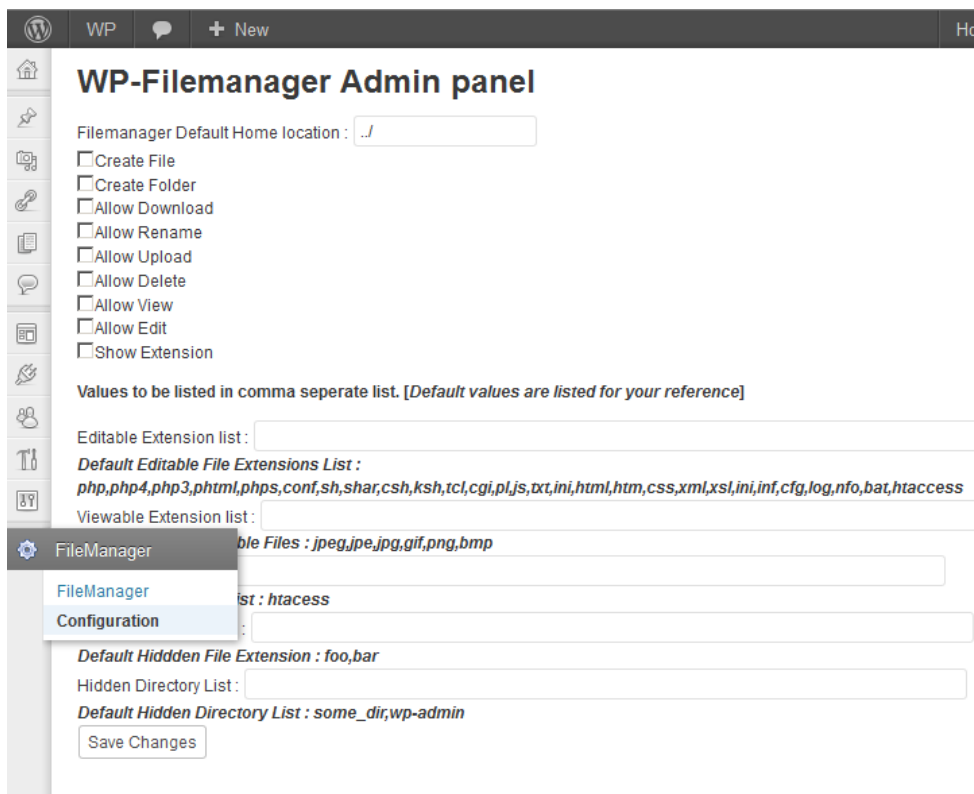 WP
New
Ho
WP-Filemanager Admin panel
Filemanager Default Home location : ../
Create File
Create Folder
Allow Download
Allow Rename
Allow Upload
Allow Delete
Allow View
Allow Edit
Show Extension
Values to be listed in comma seperate list. [Default values are listed for your reference]
Editable Extension list :
Default Editable File Extensions List :
php,php4,php3,phtml,phps,conf,sh,shar,csh,ksh,tcl,cgi,pl,js,txt,ini,html,htm,css,xml,xsl,ini,inf,cfg,log,nfo,bat,htaccess
Viewable Extension list :
FileManager
ble Files : jpeg,jpe,jpg,gif,png,bmp
FileManager
ist : htacess
Configuration
:
Default Hiddden File Extension : foo,bar
Hidden Directory List :
Default Hidden Directory List : some_dir,wp-admin
Save Changes